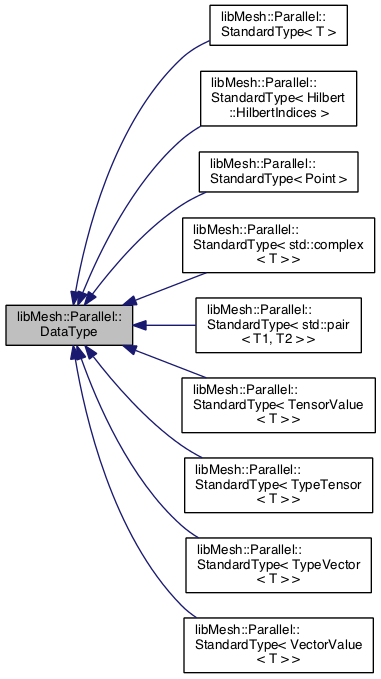 libMesh::Parallel::
StandardType< T >
libMesh::Parallel::
StandardType< Hilbert
::HilbertIndices >
libMesh::Parallel::
StandardType< Point >
libMesh::Parallel::
StandardType< std::complex
< T > >
libMesh::Parallel::
DataType
libMesh::Parallel::
StandardType< std::pair
< T1, T2 > >
libMesh::Parallel::
StandardType< TensorValue
< T > >
libMesh::Parallel::
StandardType< TypeTensor
< T > >
libMesh::Parallel::
StandardType< TypeVector
< T > >
libMesh::Parallel::
StandardType< VectorValue
< T > >